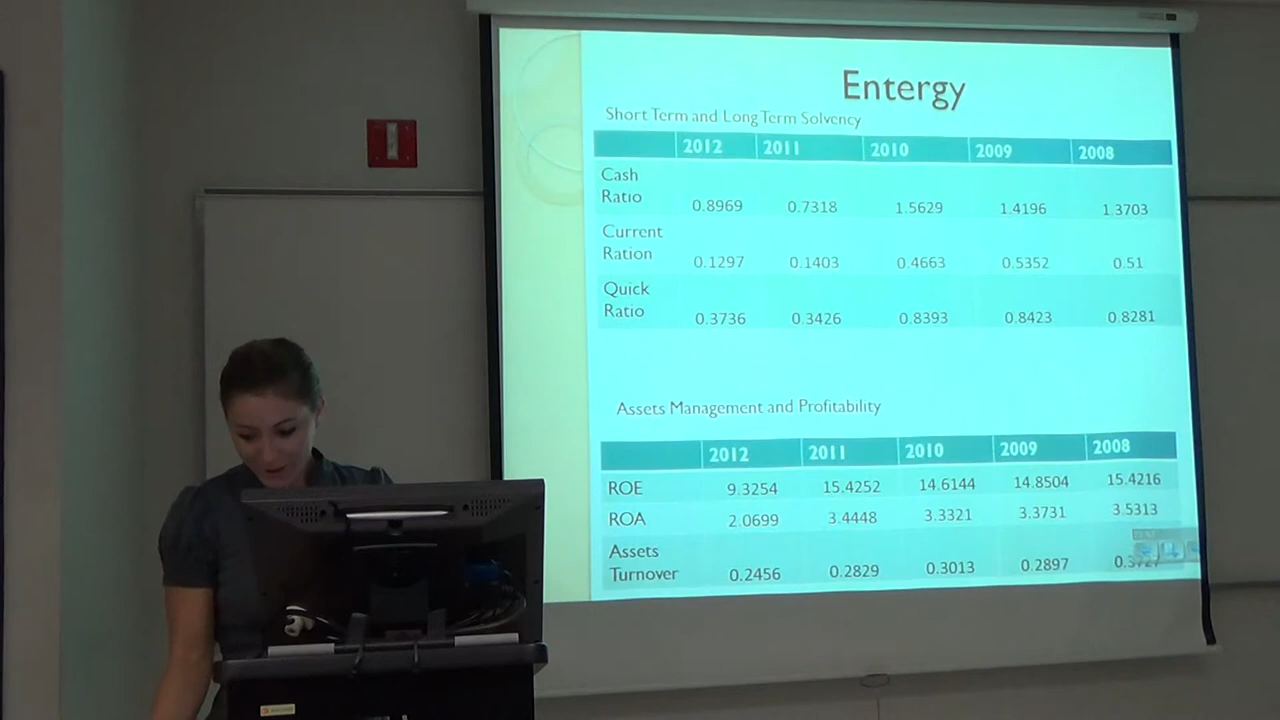 Entergy
Short Term and Long Term Solvency
2012 2011 2010 2009 2008
Cash
Ratio 0.8969 0.7318 1.5629 1.4196 1.3703
Current
Ration 0.1297 0.1403 0.4663 0.5352 0.51
Quick
Ratio 0.3736 0.3426 0.8393 0.8423 0.8281
Assets Management and Profitability
2012 2011 2010 2009 2008
ROE 9.3254 15.4252 14.6144 14.8504 15.4216
ROA 2.0699 3.4448 3.3321 3.3731 3.5313
Assets
Turnover 0.2456 0.2829 0.3013 0.2897